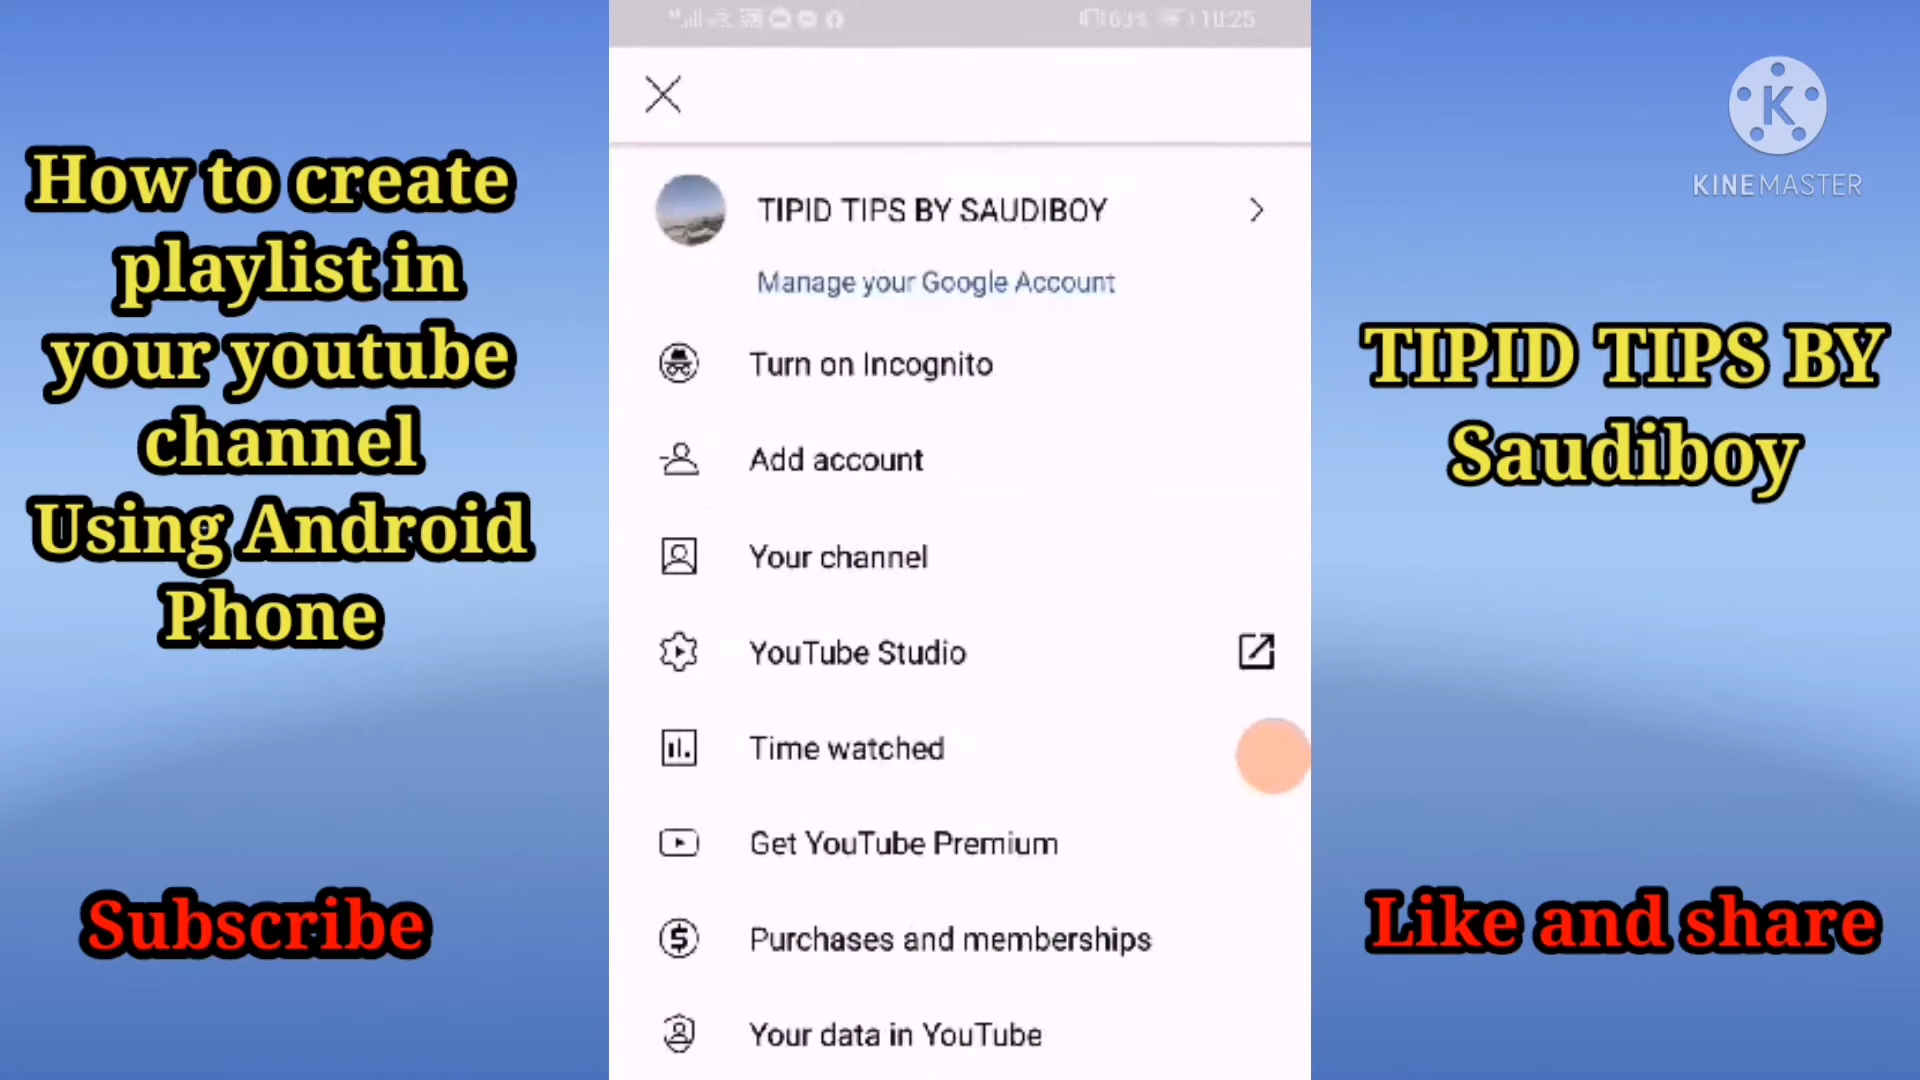 How to create
playlist in
your youtube
channel
Using Android
Phone
Subscribe
10:25
TIPID TIPS BY SAUDIBOY
Manage your Google Account
Turn on Incognito
Add account
Your channel
YouTube Studio
Time watched
Get YouTube Premium
Purchases and memberships
Your data in YouTube
K
KINEMASTER
TIPID TIPS BY
Saudiboy
Like and share